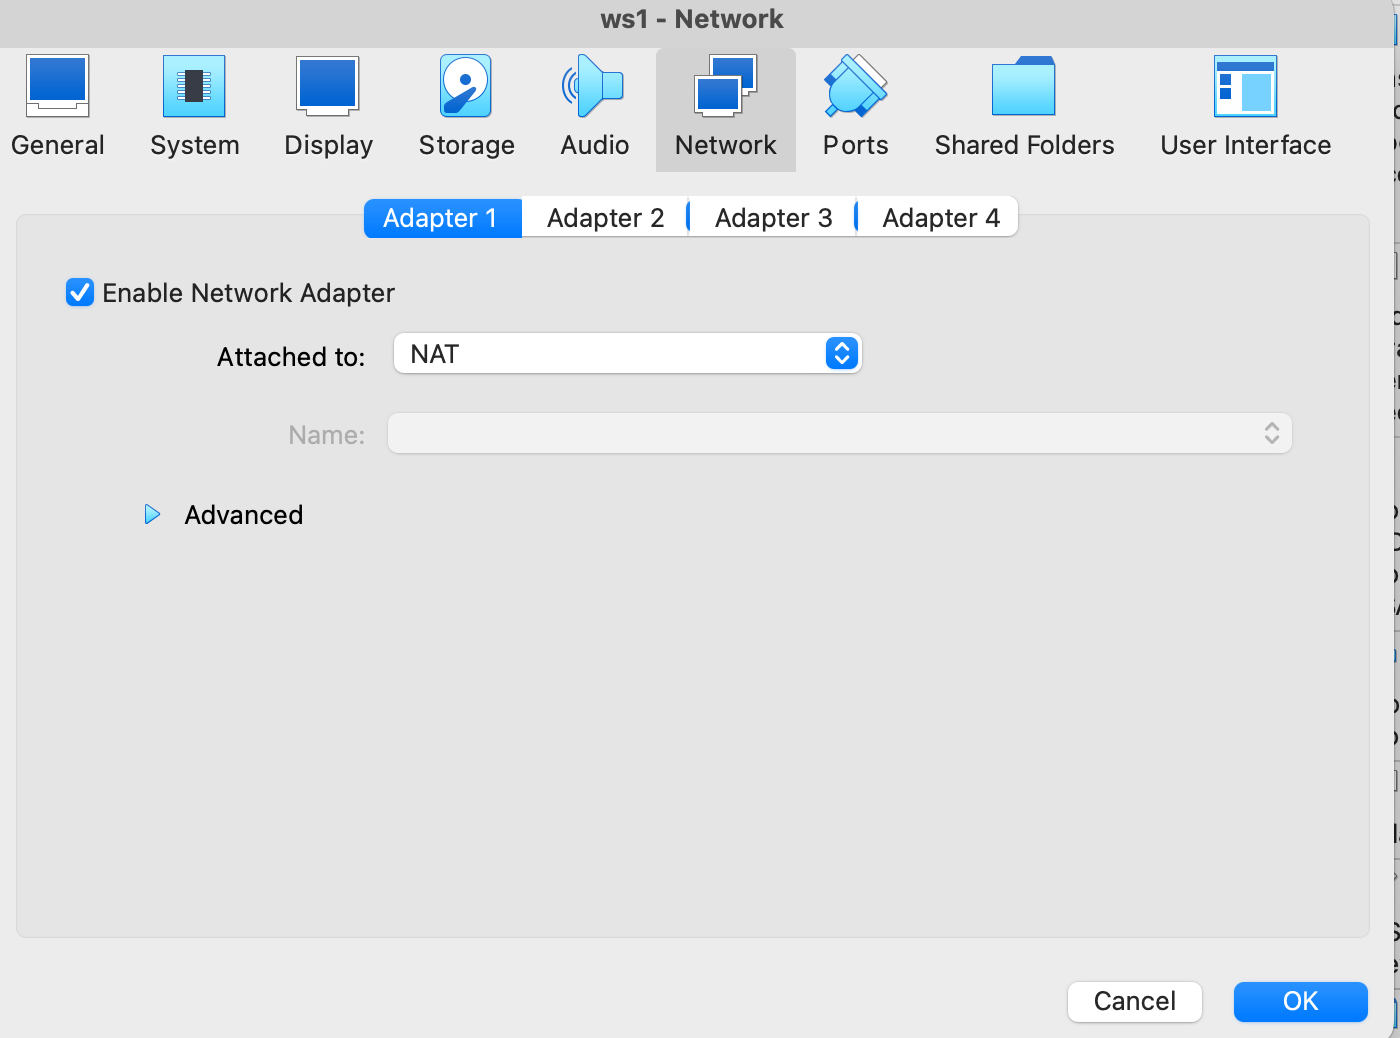 ws1 - Network
General System Display Storage Audio Network Ports Shared Folders User Interface
Adapter 1 Adapter 2 Adapter 3 Adapter 4
Enable Network Adapter
Attached to: NAT
Name:
Advanced
Cancel OK